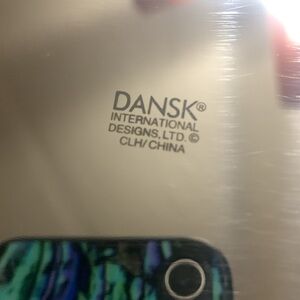 DANSK®
INTERNATIONAL
DESIGNS, LTD. ©
CLH/ CHINA